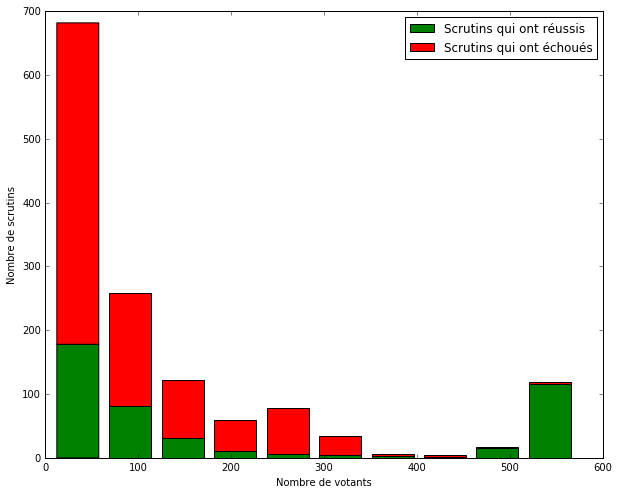 Scrutins qui ont réussis
Scrutins qui ont échoués
700
600
500
400
300
200
100
0
Nombre de scrutins
0 100 200 300 400 500 600
Nombre de votants